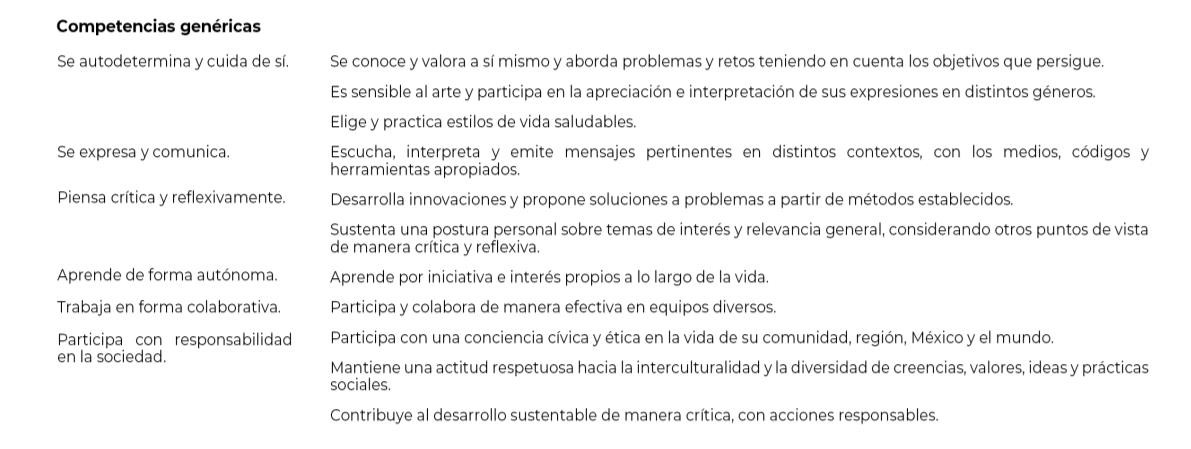 Competencias genéricas
Se autodetermina y cuida de sí.
Se conoce y valora a sí mismo y aborda problemas y retos teniendo en cuenta los objetivos que persigue.
Es sensible al arte y participa en la apreciación e interpretación de sus expresiones en distintos géneros.
Elige y practica estilos de vida saludables.
Se expresa y comunica.
Escucha, interpreta y emite mensajes pertinentes en distintos contextos, con los medios, códigos y
herramientas apropiados.
Piensa crítica y reflexivamente.
Desarrolla innovaciones y propone soluciones a problemas a partir de métodos establecidos.
Sustenta una postura personal sobre temas de interés y relevancia general, considerando otros puntos de vista
de manera crítica y reflexiva.
Aprende de forma autónoma.
Aprende por iniciativa e interés propios a lo largo de la vida.
Trabaja en forma colaborativa.
Participa y colabora de manera efectiva en equipos diversos.
Participa con responsabilidad
en la sociedad.
Participa con una conciencia cívica y ética en la vida de su comunidad, región, México y el mundo.
Mantiene una actitud respetuosa hacia la interculturalidad y la diversidad de creencias, valores, ideas y prácticas
sociales.
Contribuye al desarrollo sustentable de manera crítica, con acciones responsables.